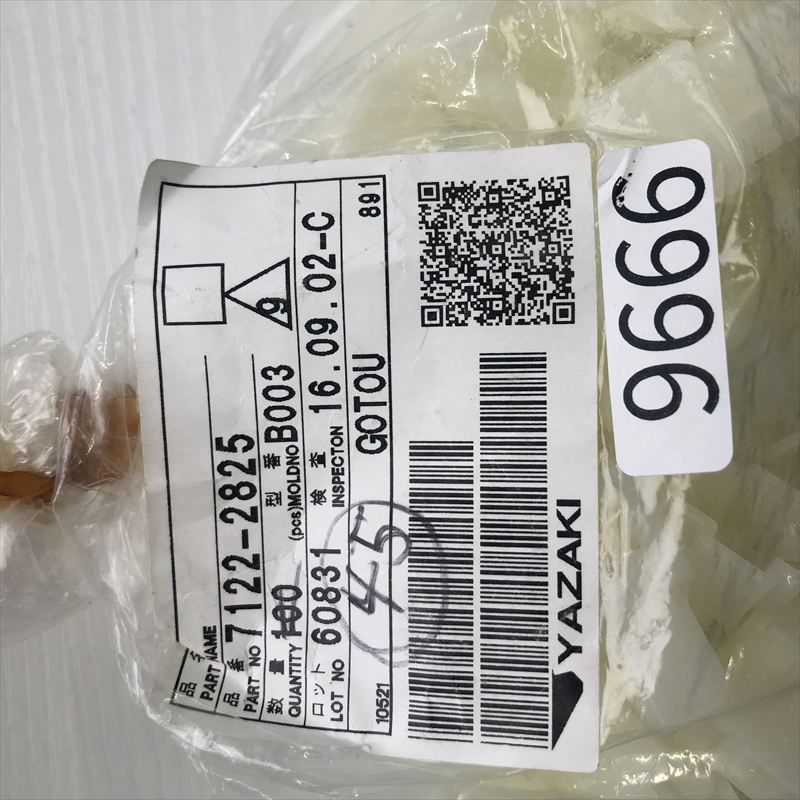 品
PART NAME
品 番
PART NO 7122-2825
数 量
QUANTITY 100 (pcs)
型 番
MOLDNO B003
9
ロット
LOT NO 60831
検 査
INSPECTON 16.09.02-C
10521 GOTOU 891
45
YAZAKI
9666